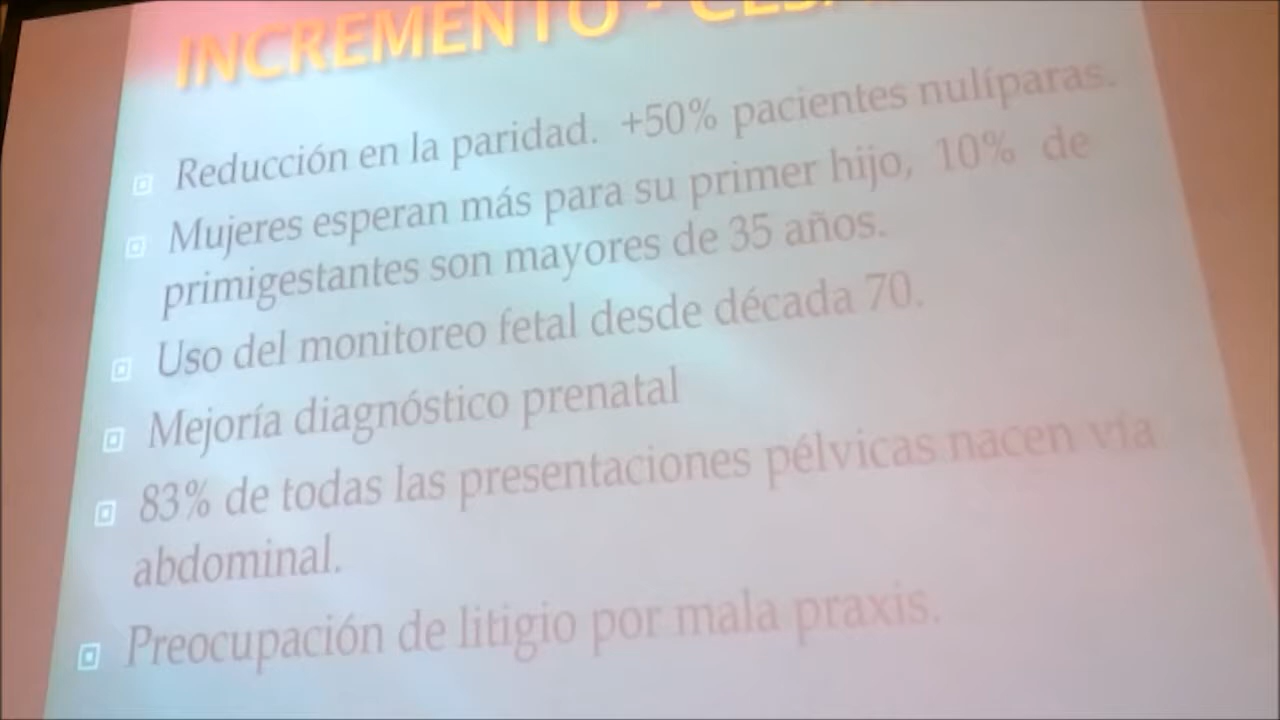 INCREMENTO -
Reducción en la paridad. +50% pacientes nulíparas.
Mujeres esperan más para su primer hijo, 10% de
primigestantes son mayores de 35 años.
Uso del monitoreo fetal desde década 70.
Mejoría diagnóstico prenatal
83% de todas las presentaciones pélvicas nacen vía
abdominal.
Preocupación de litigio por mala praxis.